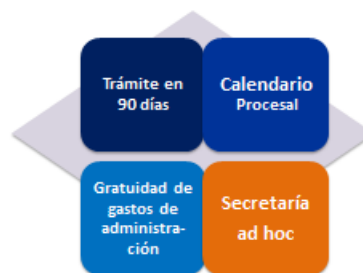 Trámite en
90 días
Calendario
Procesal
Gratuidad de
gastos de
administra-
ción
Secretaría
ad hoc